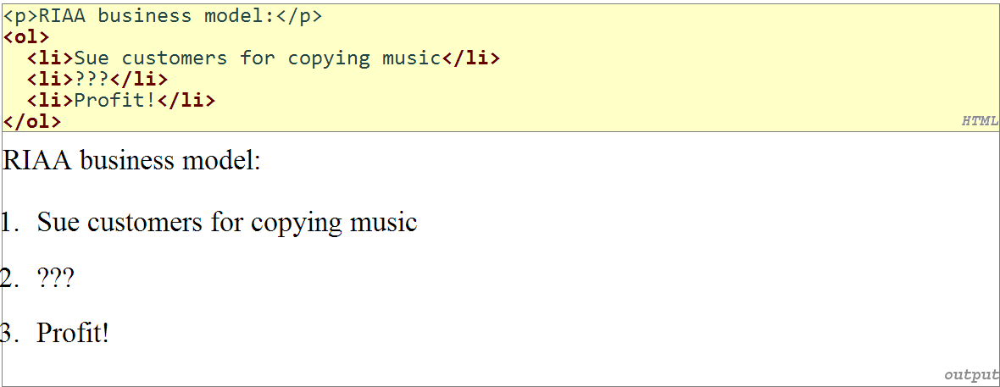 <p>RIAA business model:</p>
<ol>
  <li>Sue customers for copying music</li>
  <li>???</li>
  <li>Profit!</li>
</ol>
HTML
RIAA business model:
1. Sue customers for copying music
2. ???
3. Profit!
output